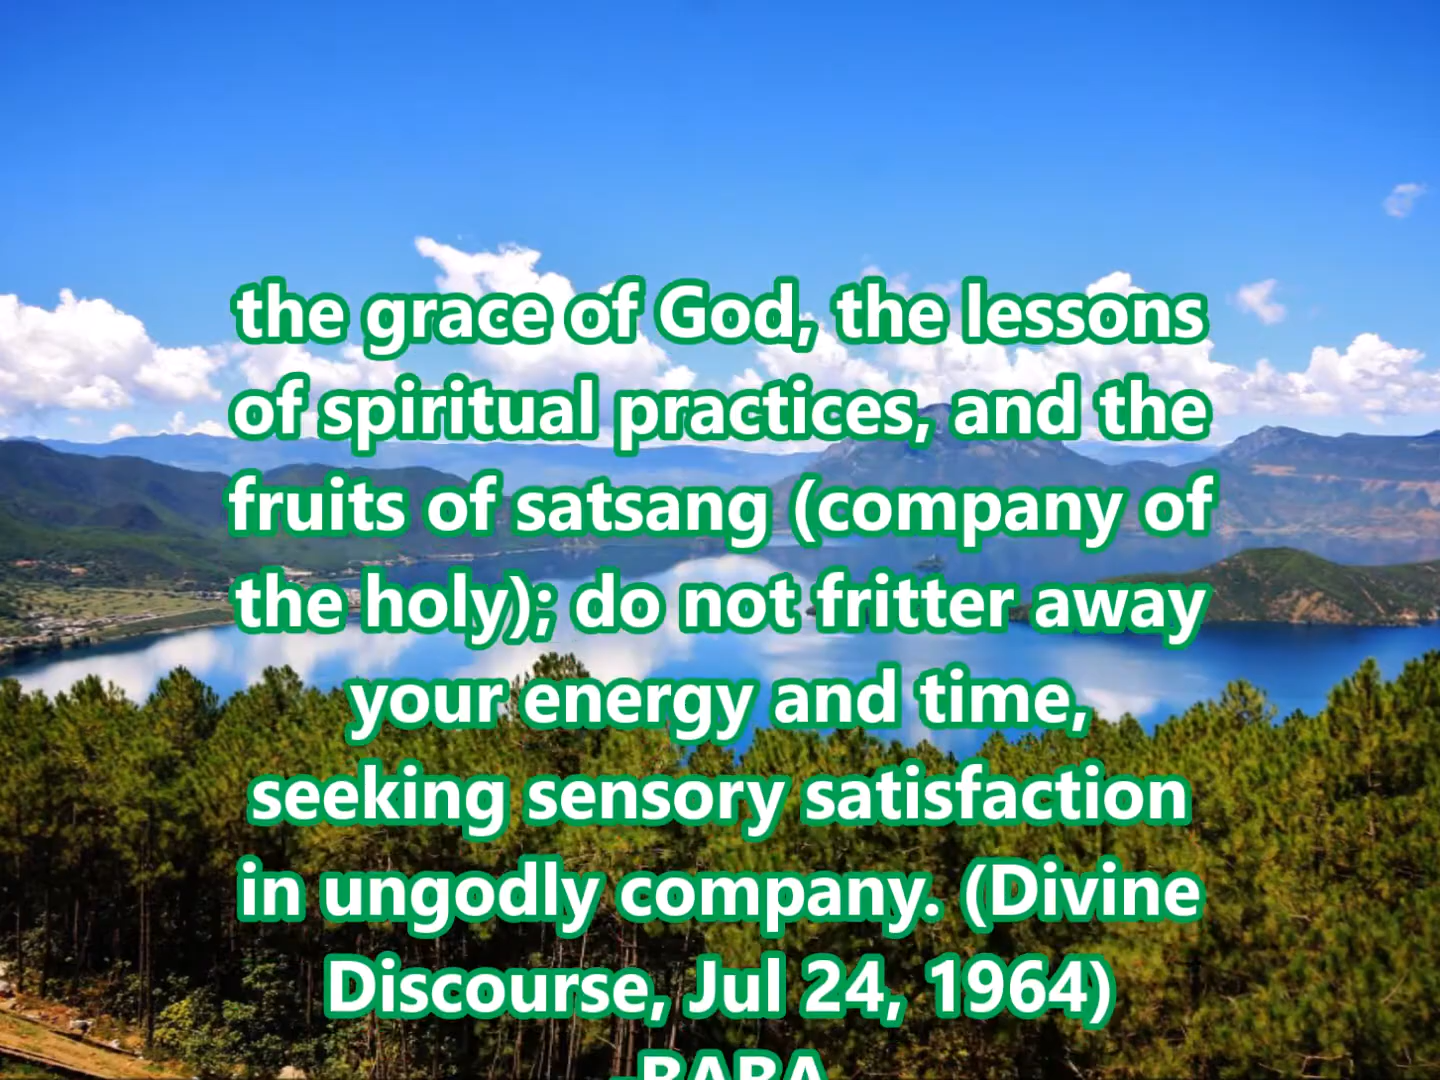 the grace of God, the lessons
of spiritual practices, and the
fruits of satsang (company of
the holy); do not fritter away
your energy and time,
seeking sensory satisfaction
in ungodly company. (Divine
Discourse, Jul 24, 1964)
BABA